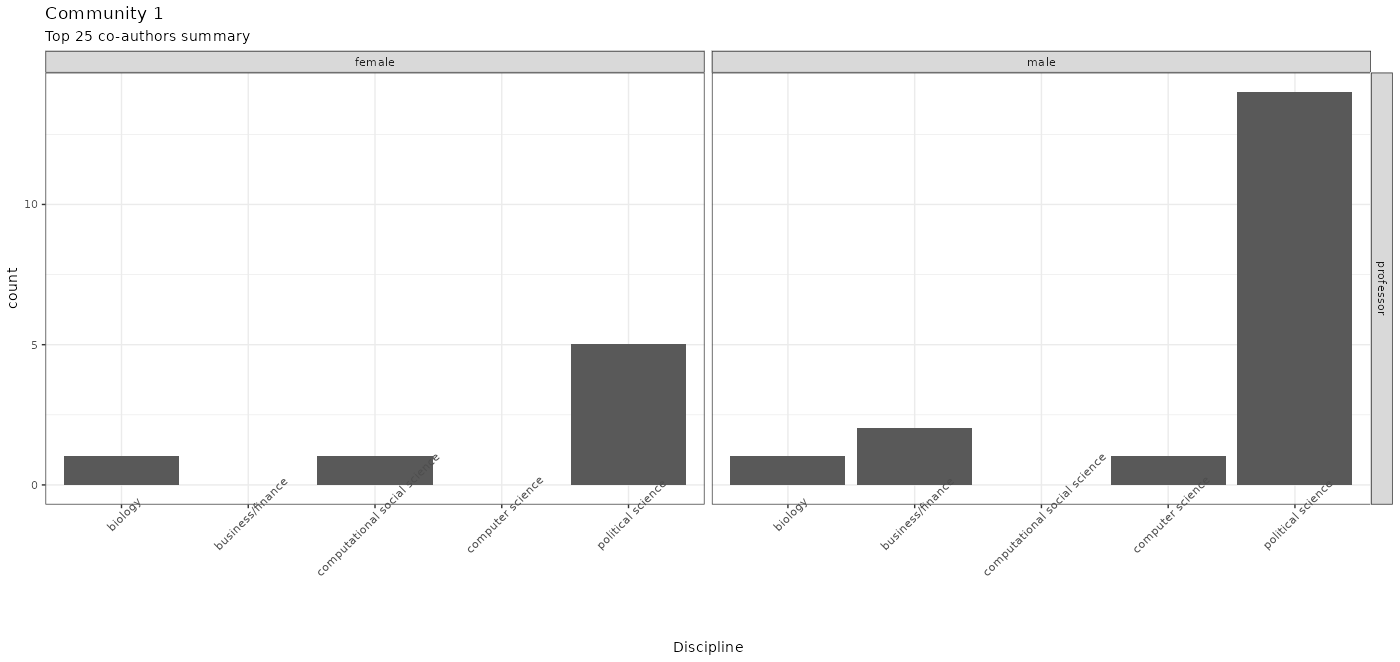 Community 1
Top 25 co-authors summary
female
male
professor
count
10
5
0
biology
business/finance
computational social science
computer science
political science
biology
business/finance
computational social science
computer science
political science
Discipline